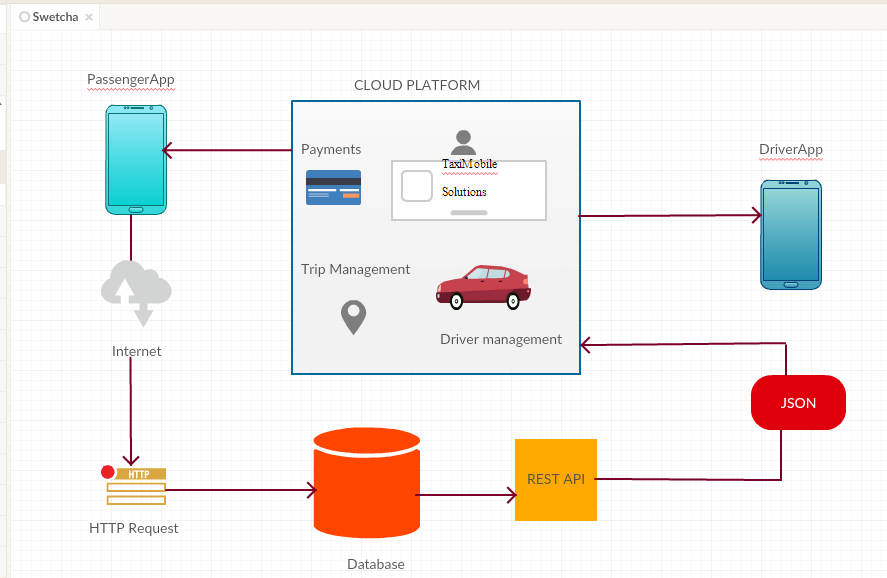 Swetcha
PassengerApp
CLOUD PLATFORM
Payments
TaxiMobile
Solutions
DriverApp
Trip Management
Driver management
Internet
JSON
HTTP
REST API
HTTP Request
Database